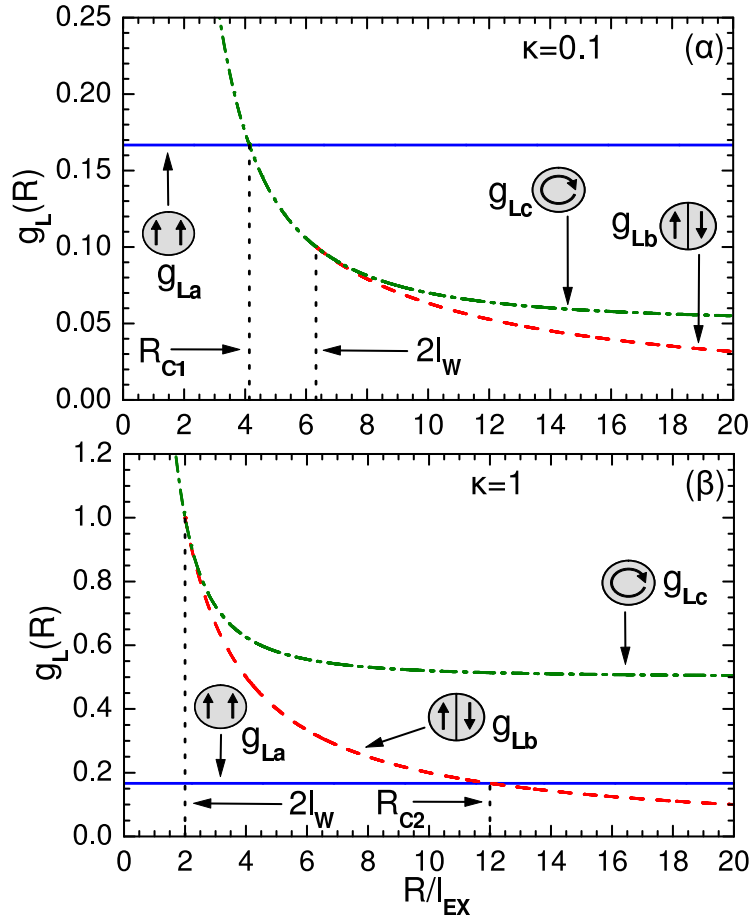 κ=0.1
(α)
g_L(R)
0.25
0.20
0.15
0.10
0.05
0.00
g_La
g_Lc
g_Lb
R_C1
2l_W
0 2 4 6 8 10 12 14 16 18 20
κ=1
(β)
g_L(R)
1.2
1.0
0.8
0.6
0.4
0.2
0.0
g_Lc
g_La
g_Lb
2l_W
R_C2
0 2 4 6 8 10 12 14 16 18 20
R/l_EX